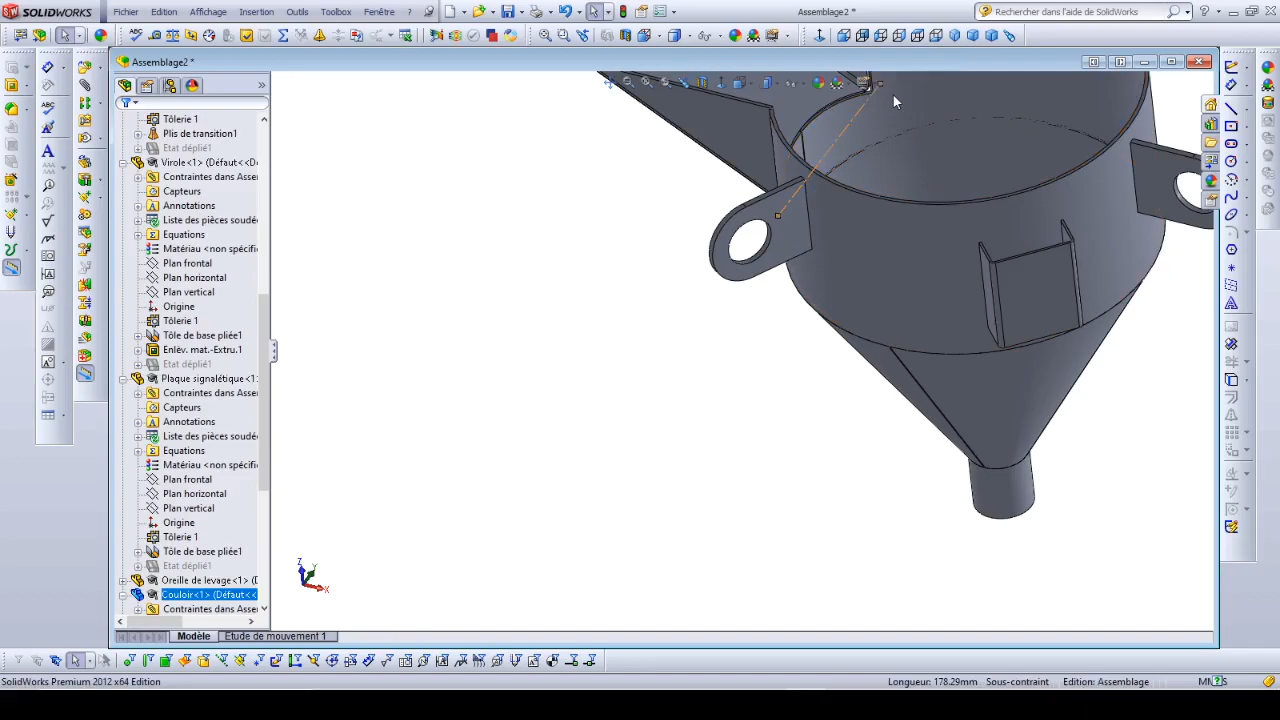 SOLIDWORKS
Fichier
Edition
Affichage
Insertion
Outils
Toolbox
Fenêtre
?
Assemblage2 *
Rechercher dans l'aide de SolidWorks
Assemblage2 *
Tôlerie 1
Plis de transition1
Etat déplié1
Virole<1> (Défaut<<D
Contraintes dans Asser
Capteurs
Annotations
Liste des pièces soudé
Equations
Matériau <non spécifi
Plan frontal
Plan horizontal
Plan vertical
Origine
Tôlerie 1
Tôle de base pliée1
Enlèv. mat.-Extru.1
Etat déplié1
Plaque signalétique<1
Contraintes dans Asser
Capteurs
Annotations
Liste des pièces soudé
Equations
Matériau <non spécifi
Plan frontal
Plan horizontal
Plan vertical
Origine
Tôlerie 1
Tôle de base pliée1
Etat déplié1
Oreille de levage<1> (D
Couloir<1> (Défaut<<
Contraintes dans Asser
Z
Y
X
Modèle
Etude de mouvement 1
SolidWorks Premium 2012 x64 Edition
Longueur: 178.29mm
Sous-contraint
Edition: Assemblage